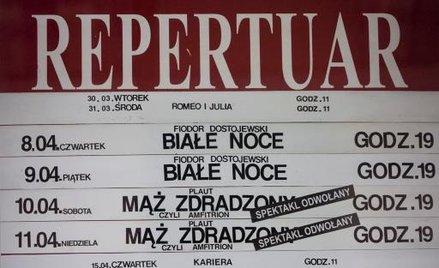 REPERTUAR
30.03.WTOREK GODZ.11
31.03.ŚRODA ROMEO I JULIA GODZ.11
FIODOR DOSTOJEWSKI
8.04.CZWARTEK BIAŁE NOCE GODZ.19
FIODOR DOSTOJEWSKI
9.04.PIĄTEK BIAŁE NOCE GODZ.19
PLAUT
10.04.SOBOTA MĄŻ ZDRADZONY SPEKTAKL ODWOŁANY GODZ.19
CZYLI AMFITRION
PLAUT
11.04.NIEDZIELA MĄŻ ZDRADZONY SPEKTAKL ODWOŁANY GODZ.19
CZYLI AMFITRION
15.04.CZWARTEK KARIERA GODZ.11